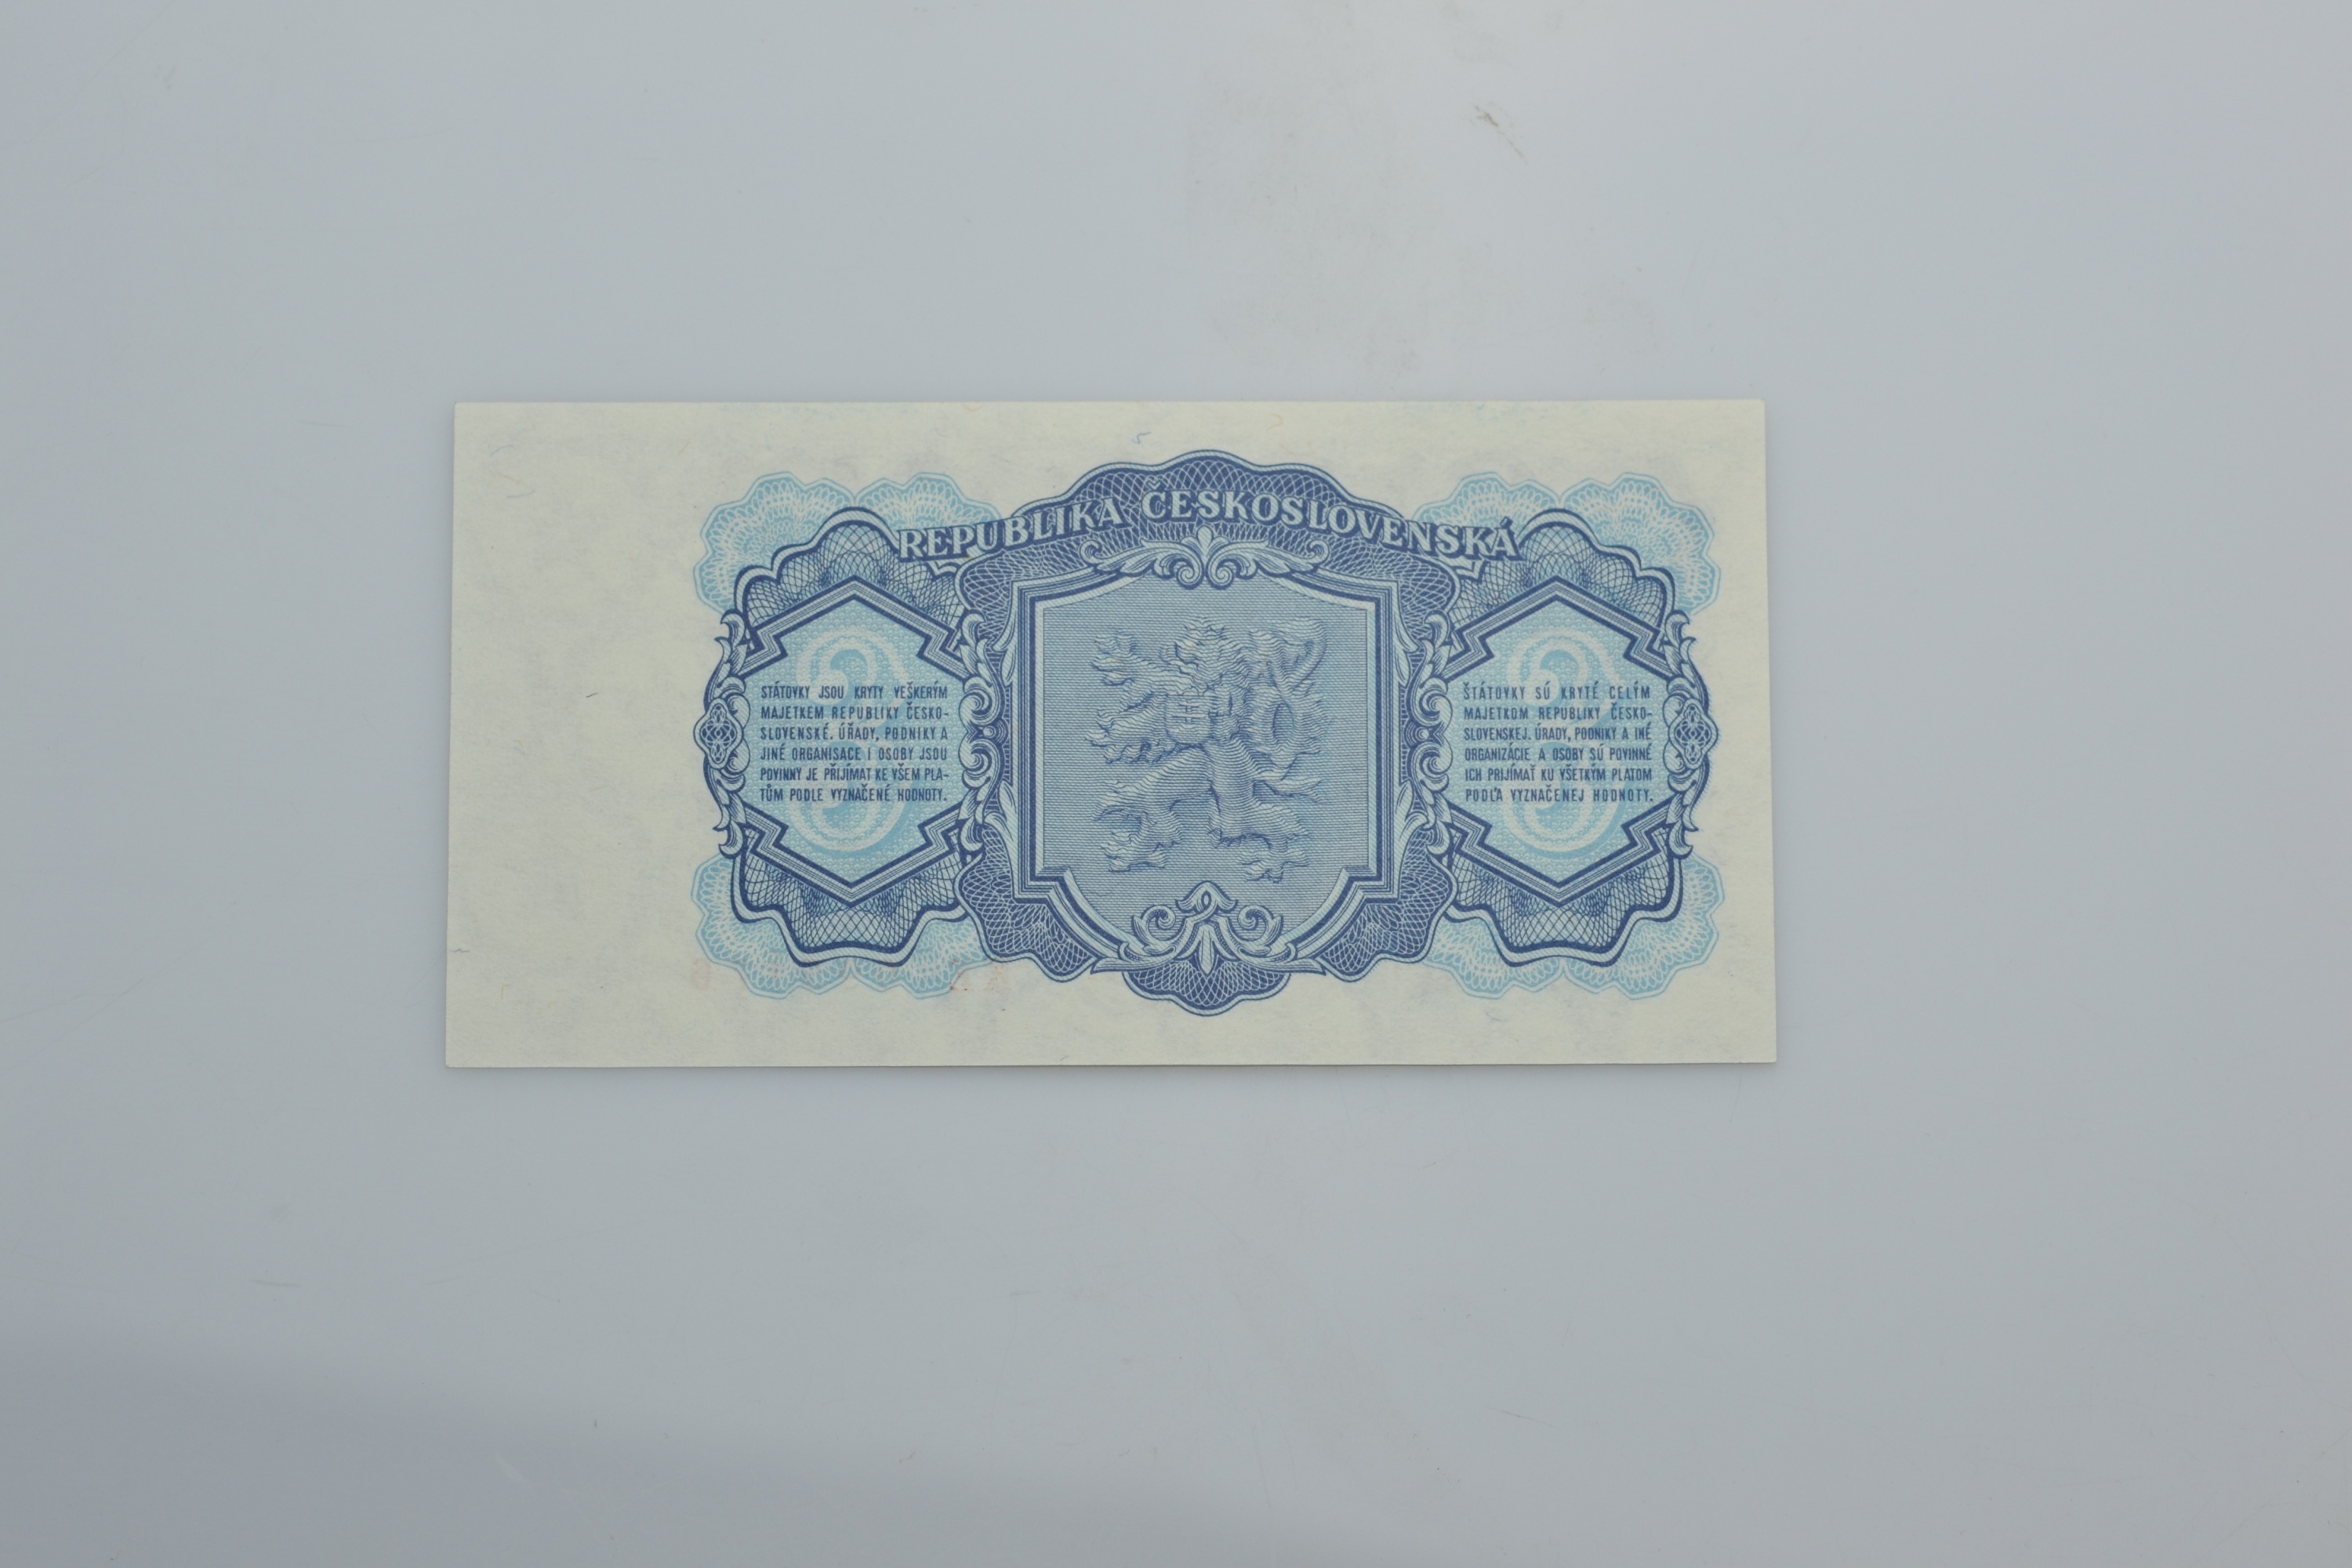 REPUBLIKA ČESKOSLOVENSKÁ
3
STÁTOVKY JSOU KRYTY VEŠKERÝM
MAJETKEM REPUBLIKY ČESKO-
SLOVENSKÉ. ÚŘADY, PODNIKY A
JINÉ ORGANISACE I OSOBY JSOU
POVINNY JE PŘIJÍMAT KE VŠEM PLA-
TŮM PODLE VYZNAČENÉ HODNOTY.
3
ŠTÁTOVKY SÚ KRYTÉ CELÝM
MAJETKOM REPUBLIKY ČESKO-
SLOVENSKEJ. ÚRADY, PODNIKY A INÉ
ORGANIZÁCIE A OSOBY SÚ POVINNÉ
ICH PRIJÍMAŤ KU VŠETKÝM PLATOM
PODĽA VYZNAČENEJ HODNOTY.